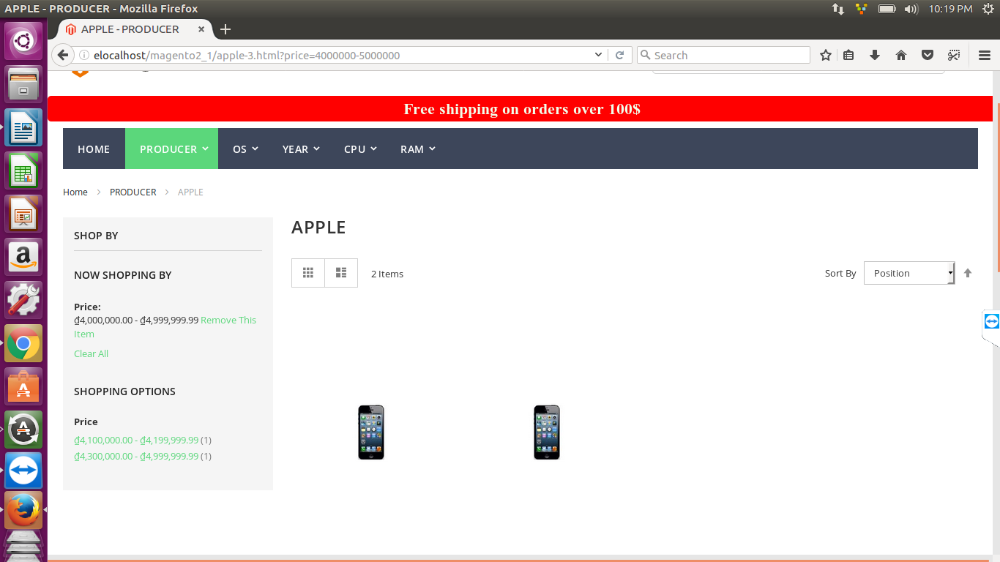 APPLE - PRODUCER - Mozilla Firefox
10:19 PM
APPLE - PRODUCER
elocalhost/magento2_1/apple-3.html?price=4000000-5000000
Search
Free shipping on orders over 100$
HOME PRODUCER OS YEAR CPU RAM
Home PRODUCER APPLE
SHOP BY
NOW SHOPPING BY
Price:
₫4,000,000.00 - ₫4,999,999.99 Remove This
Item
Clear All
SHOPPING OPTIONS
Price
₫4,100,000.00 - ₫4,199,999.99 (1)
₫4,300,000.00 - ₫4,999,999.99 (1)
APPLE
2 Items
Sort By Position